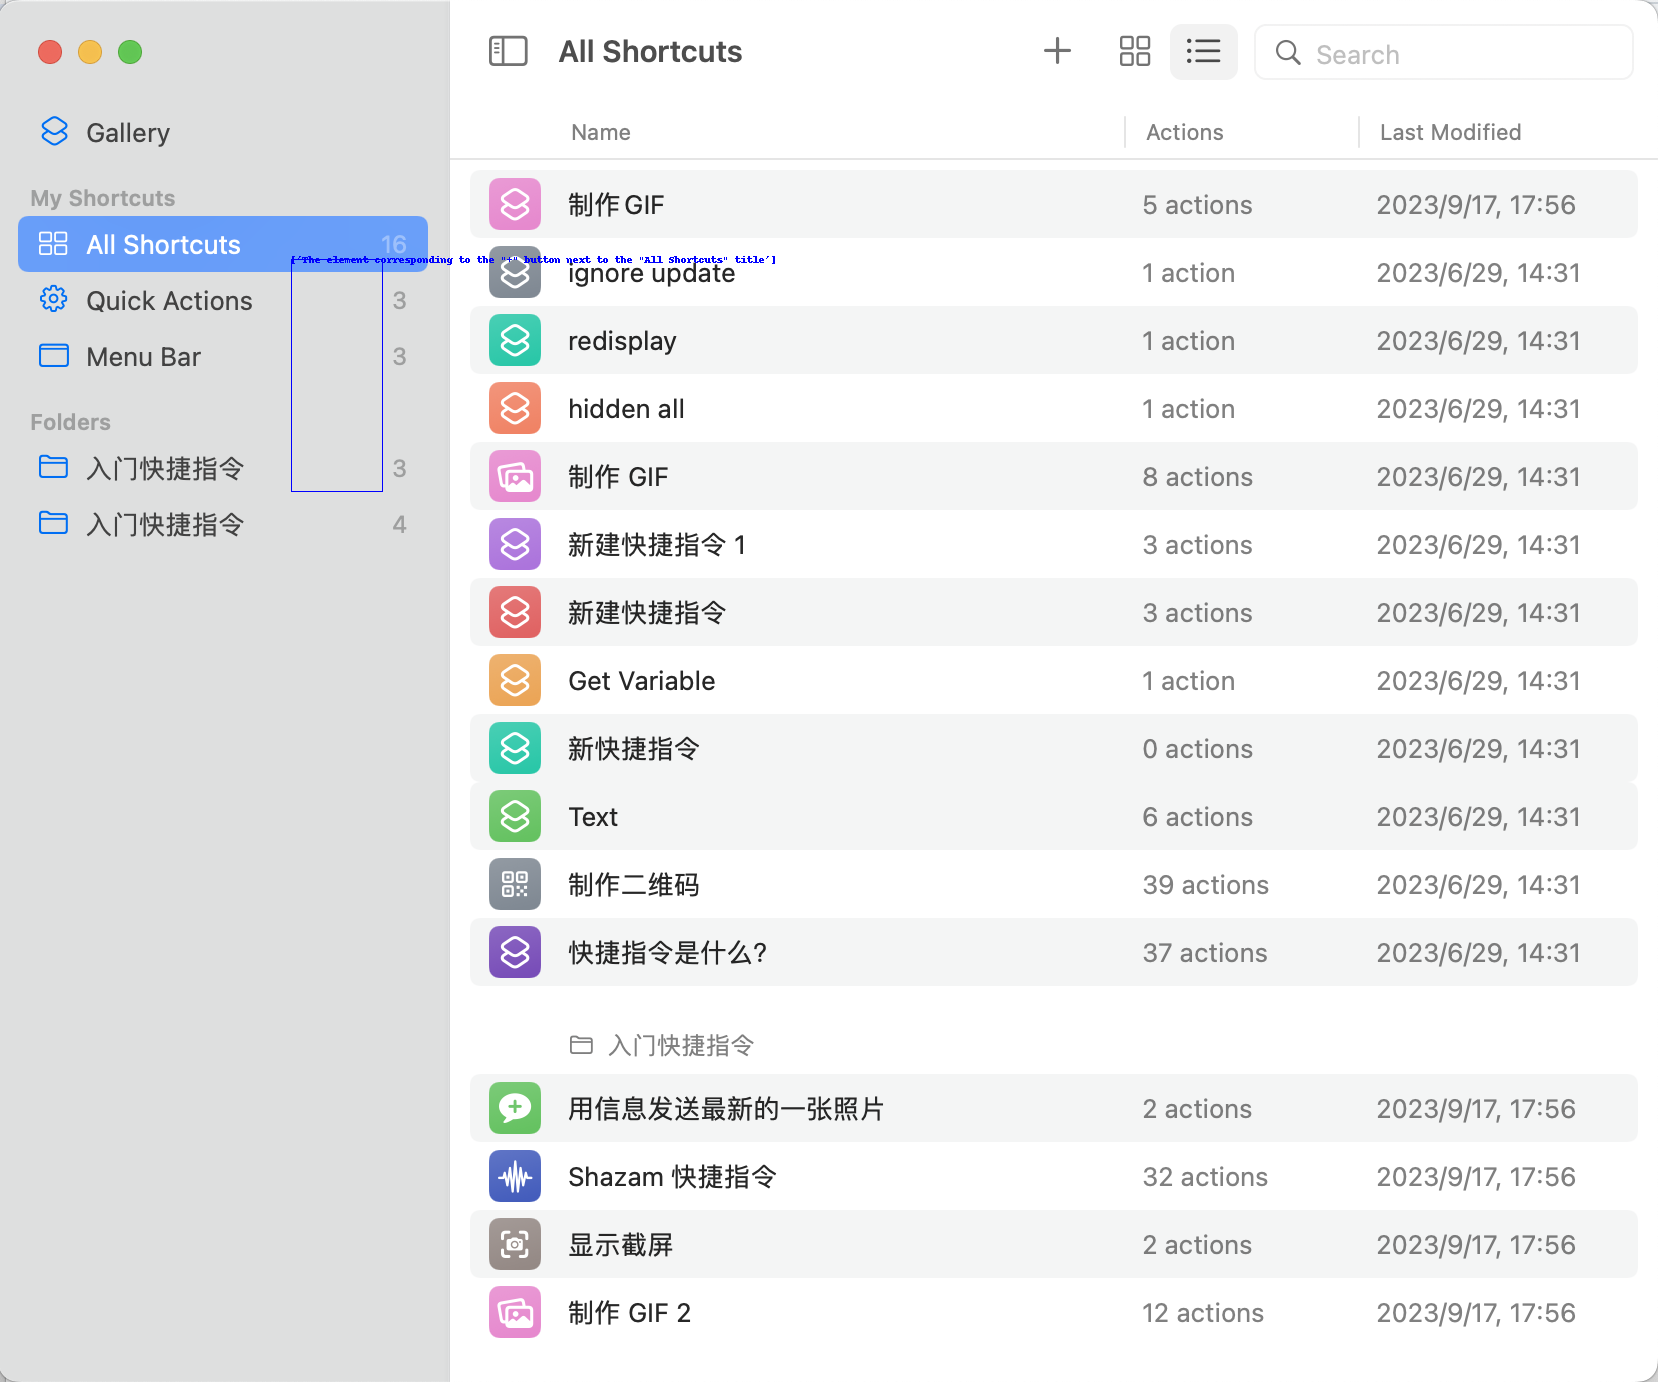 All Shortcuts
Search
Gallery
My Shortcuts
All Shortcuts 16
['The element corresponding to the "+" button next to the "All Shortcuts" title']
Quick Actions 3
Menu Bar 3
Folders
入门快捷指令 3
入门快捷指令 4
Name Actions Last Modified
制作GIF 5 actions 2023/9/17, 17:56
ignore update 1 action 2023/6/29, 14:31
redisplay 1 action 2023/6/29, 14:31
hidden all 1 action 2023/6/29, 14:31
制作 GIF 8 actions 2023/6/29, 14:31
新建快捷指令 1 3 actions 2023/6/29, 14:31
新建快捷指令 3 actions 2023/6/29, 14:31
Get Variable 1 action 2023/6/29, 14:31
新快捷指令 0 actions 2023/6/29, 14:31
Text 6 actions 2023/6/29, 14:31
制作二维码 39 actions 2023/6/29, 14:31
快捷指令是什么? 37 actions 2023/6/29, 14:31
入门快捷指令
用信息发送最新的一张照片 2 actions 2023/9/17, 17:56
Shazam 快捷指令 32 actions 2023/9/17, 17:56
显示截屏 2 actions 2023/9/17, 17:56
制作 GIF 2 12 actions 2023/9/17, 17:56